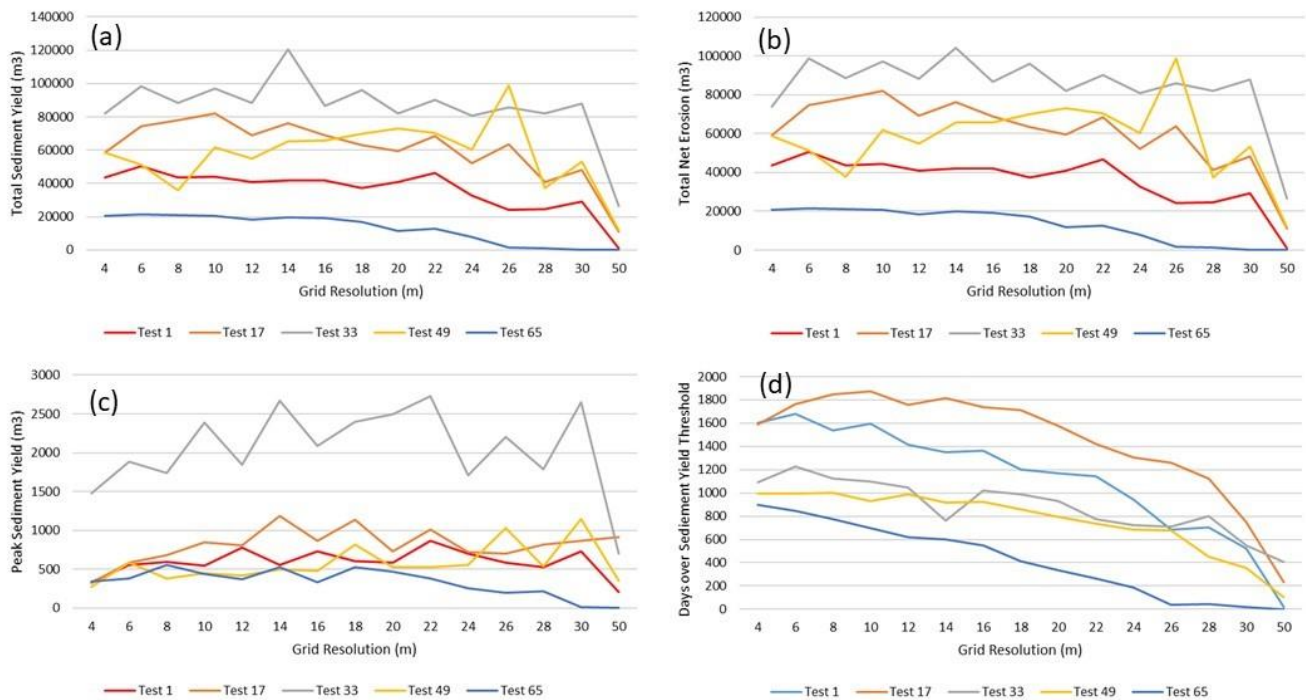 (a)
Total Sediment Yield (m3)
140000
120000
100000
80000
60000
40000
20000
0
4 6 8 10 12 14 16 18 20 22 24 26 28 30 50
Grid Resolution (m)
Test 1 Test 17 Test 33 Test 49 Test 65
(b)
Total Net Erosion (m3)
120000
100000
80000
60000
40000
20000
0
4 6 8 10 12 14 16 18 20 22 24 26 28 30 50
Grid Resolution (m)
Test 1 Test 17 Test 33 Test 49 Test 65
(c)
Peak Sediment Yield (m3)
3000
2500
2000
1500
1000
500
0
4 6 8 10 12 14 16 18 20 22 24 26 28 30 50
Grid Resolution (m)
Test 1 Test 17 Test 33 Test 49 Test 65
(d)
Days over Sediement Yield Threshold
2000
1800
1600
1400
1200
1000
800
600
400
200
0
4 6 8 10 12 14 16 18 20 22 24 26 28 30 50
Grid Resolution (m)
Test 1 Test 17 Test 33 Test 49 Test 65